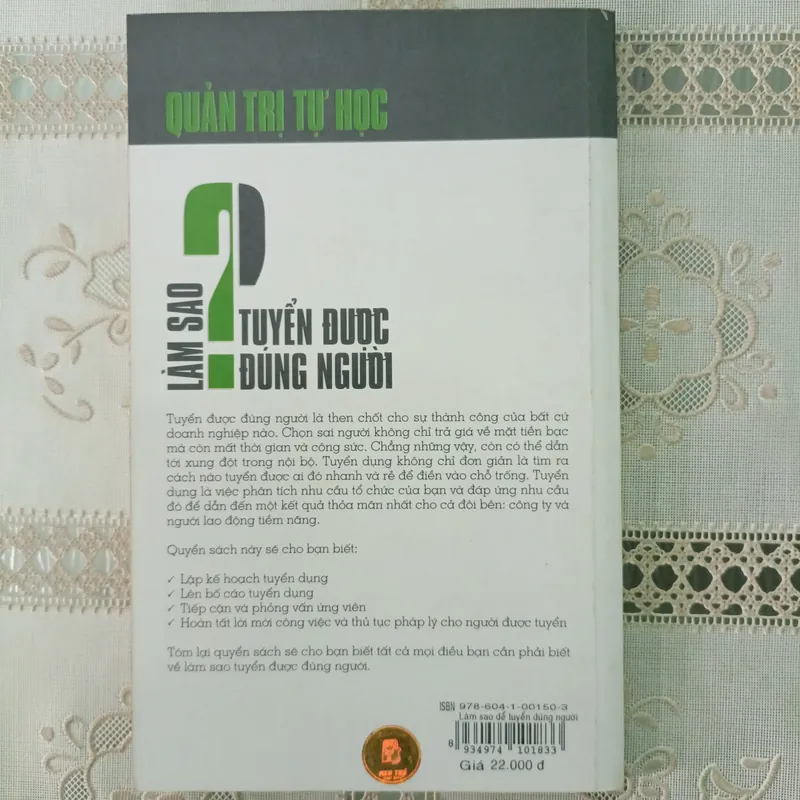 QUẢN TRỊ TỰ HỌC
LÀM SAO
?
TUYỂN ĐƯỢC
ĐÚNG NGƯỜI
Tuyển được đúng người là then chốt cho sự thành công của bất cứ
doanh nghiệp nào. Chọn sai người không chỉ trả giá về mặt tiền bạc
mà còn mất thời gian và công sức. Chẳng những vậy, còn có thể dẫn
tới xung đột trong nội bộ. Tuyển dụng không chỉ đơn giản là tìm ra
cách nào tuyển được ai đó nhanh và rẻ để điền vào chỗ trống. Tuyển
dụng là việc phân tích nhu cầu tổ chức của bạn và đáp ứng nhu cầu
đó để dẫn đến một kết quả thỏa mãn nhất cho cả đôi bên: công ty và
người lao động tiềm năng.
Quyển sách này sẽ cho bạn biết:
✓ Lập kế hoạch tuyển dụng
✓ Lên bố cáo tuyển dụng
✓ Tiếp cận và phỏng vấn ứng viên
✓ Hoàn tất lời mời công việc và thủ tục pháp lý cho người được tuyển
Tóm lại quyển sách sẽ cho bạn biết tất cả mọi điều bạn cần phải biết
về làm sao tuyển được đúng người.
ISBN 978-604-1-00150-3
Làm sao để tuyển đúng người
8 934974 101833
Giá 22.000 đ